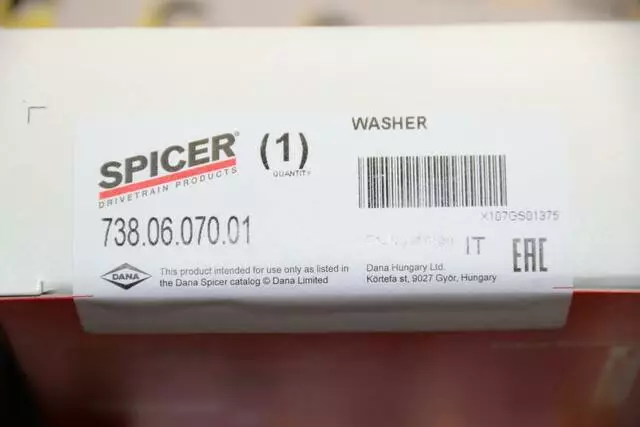 SPICER®
DRIVETRAIN PRODUCTS
(1)
QUANTITY
WASHER
X107GS01375
738.06.070.01
IT
EAC
DANA
This product intended for use only as listed in
the Dana Spicer catalog © Dana Limited
Dana Hungary Ltd.
Körtefa st, 9027 Győr, Hungary